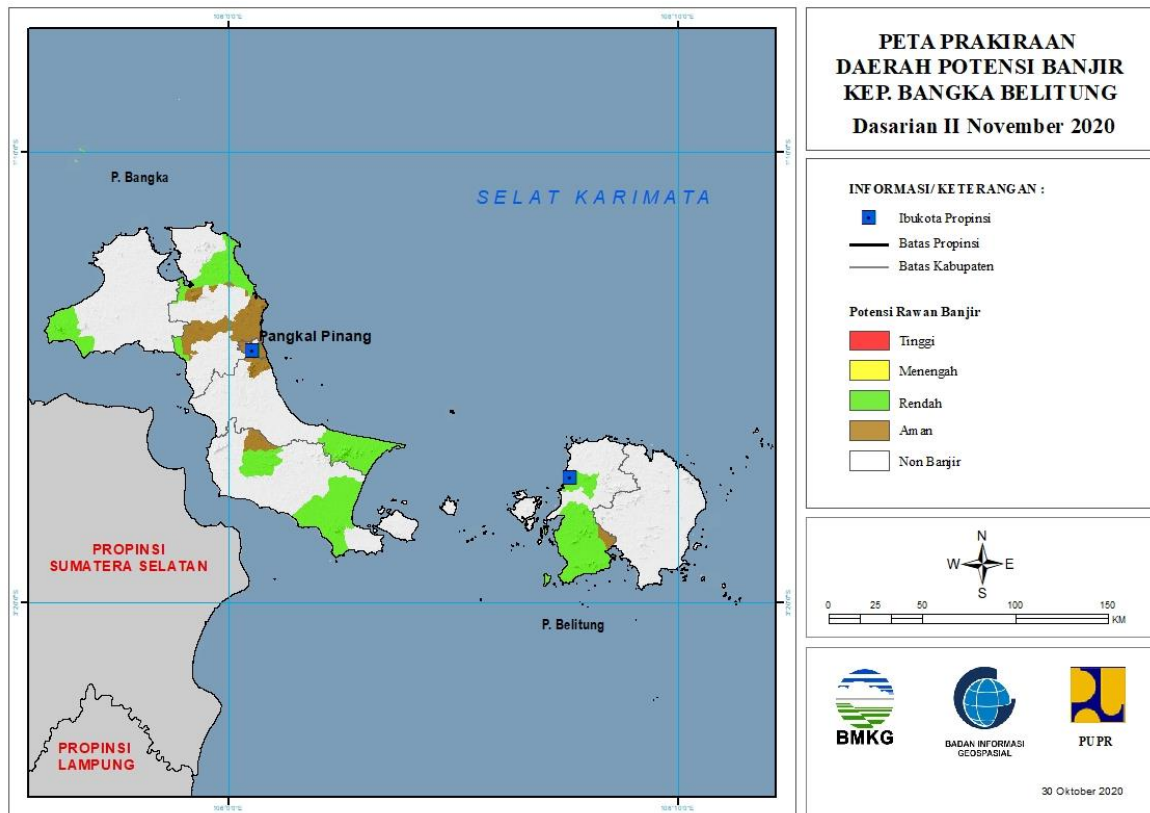 PETA PRAKIRAAN
DAERAH POTENSI BANJIR
KEP. BANGKA BELITUNG
Dasarian II November 2020
P. Bangka
SELAT KARIMATA
Pangkal Pinang
PROPINSI
SUMATERA SELATAN
P. Belitung
PROPINSI
LAMPUNG
INFORMASI/ KETERANGAN :
Ibukota Propinsi
Batas Propinsi
Batas Kabupaten
Potensi Rawan Banjir
Tinggi
Menengah
Rendah
Aman
Non Banjir
N
W E
S
0 25 50 100 150
KM
BMKG
BADAN INFORMASI
GEOSPASIAL
PUPR
30 Oktober 2020